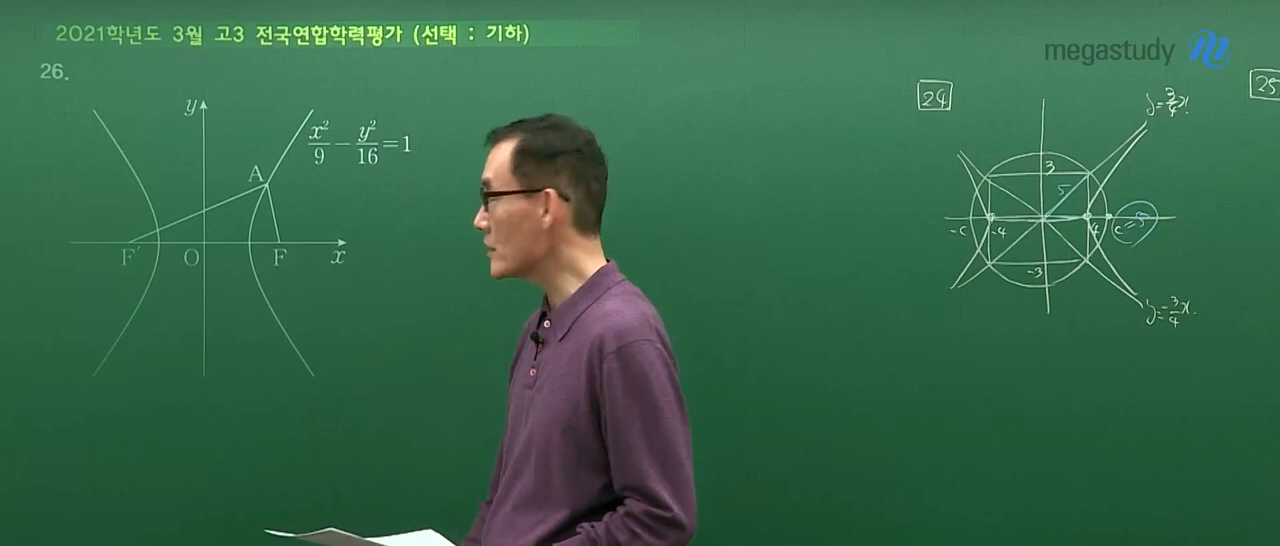 2021학년도 3월 고3 전국연합학력평가 (선택 : 기하)
megastudy
26.
y
x²/9 − y²/16 = 1
A
F′ O F x
24
25
y=3/4x.
3
5
-c -4 4 c=5
-3
y=-3/4x.